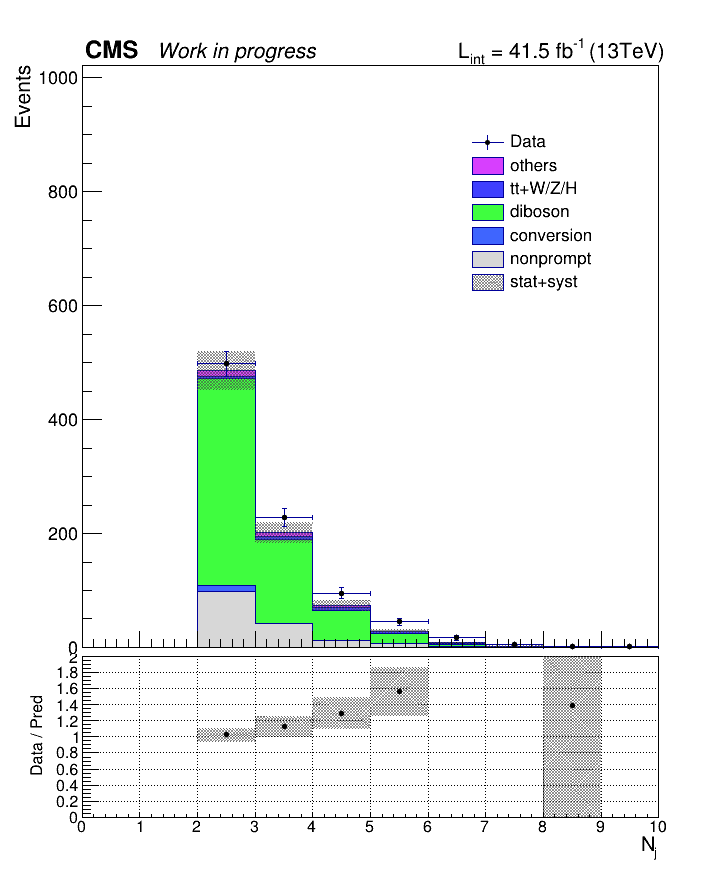 CMS Work in progress L_int = 41.5 fb^-1 (13TeV)
Events
1000
800
600
400
200
0
Data
others
tt+W/Z/H
diboson
conversion
nonprompt
stat+syst
Data / Pred
2
1.8
1.6
1.4
1.2
1
0.8
0.6
0.4
0.2
0
0 1 2 3 4 5 6 7 8 9 10
N_j